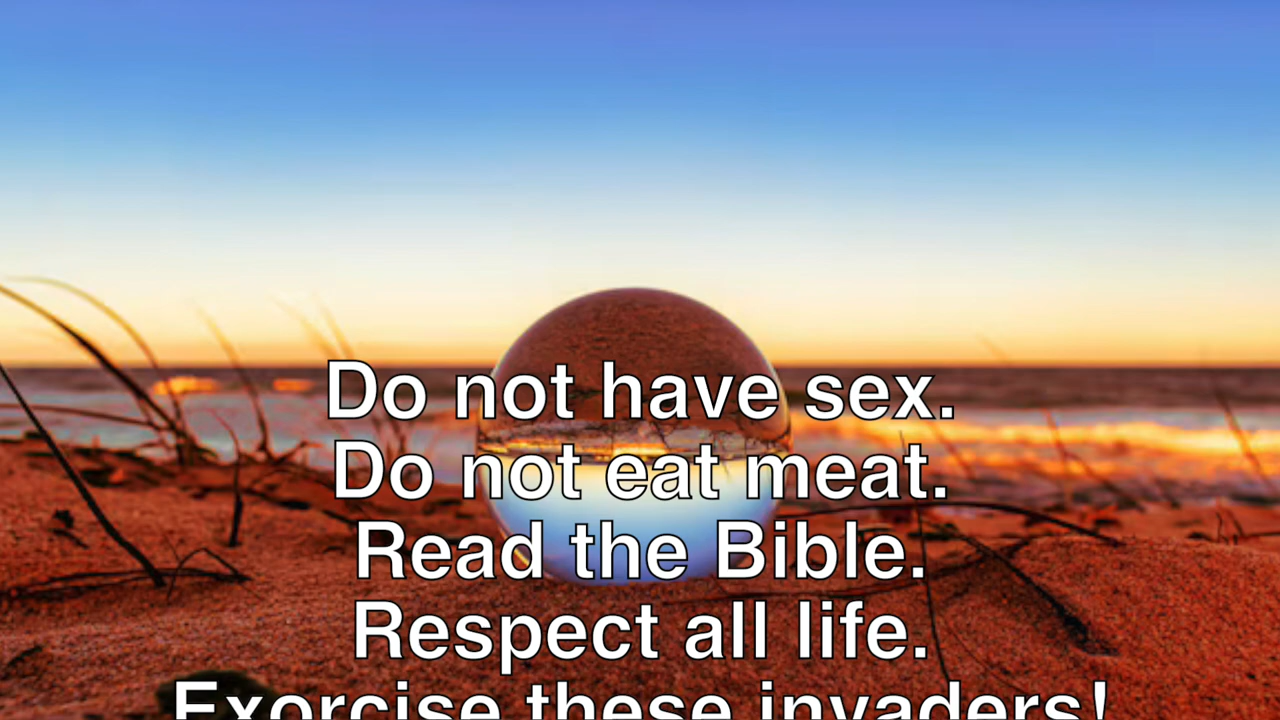 Do not have sex.
Do not eat meat.
Read the Bible.
Respect all life.
Exorcise these invaders!